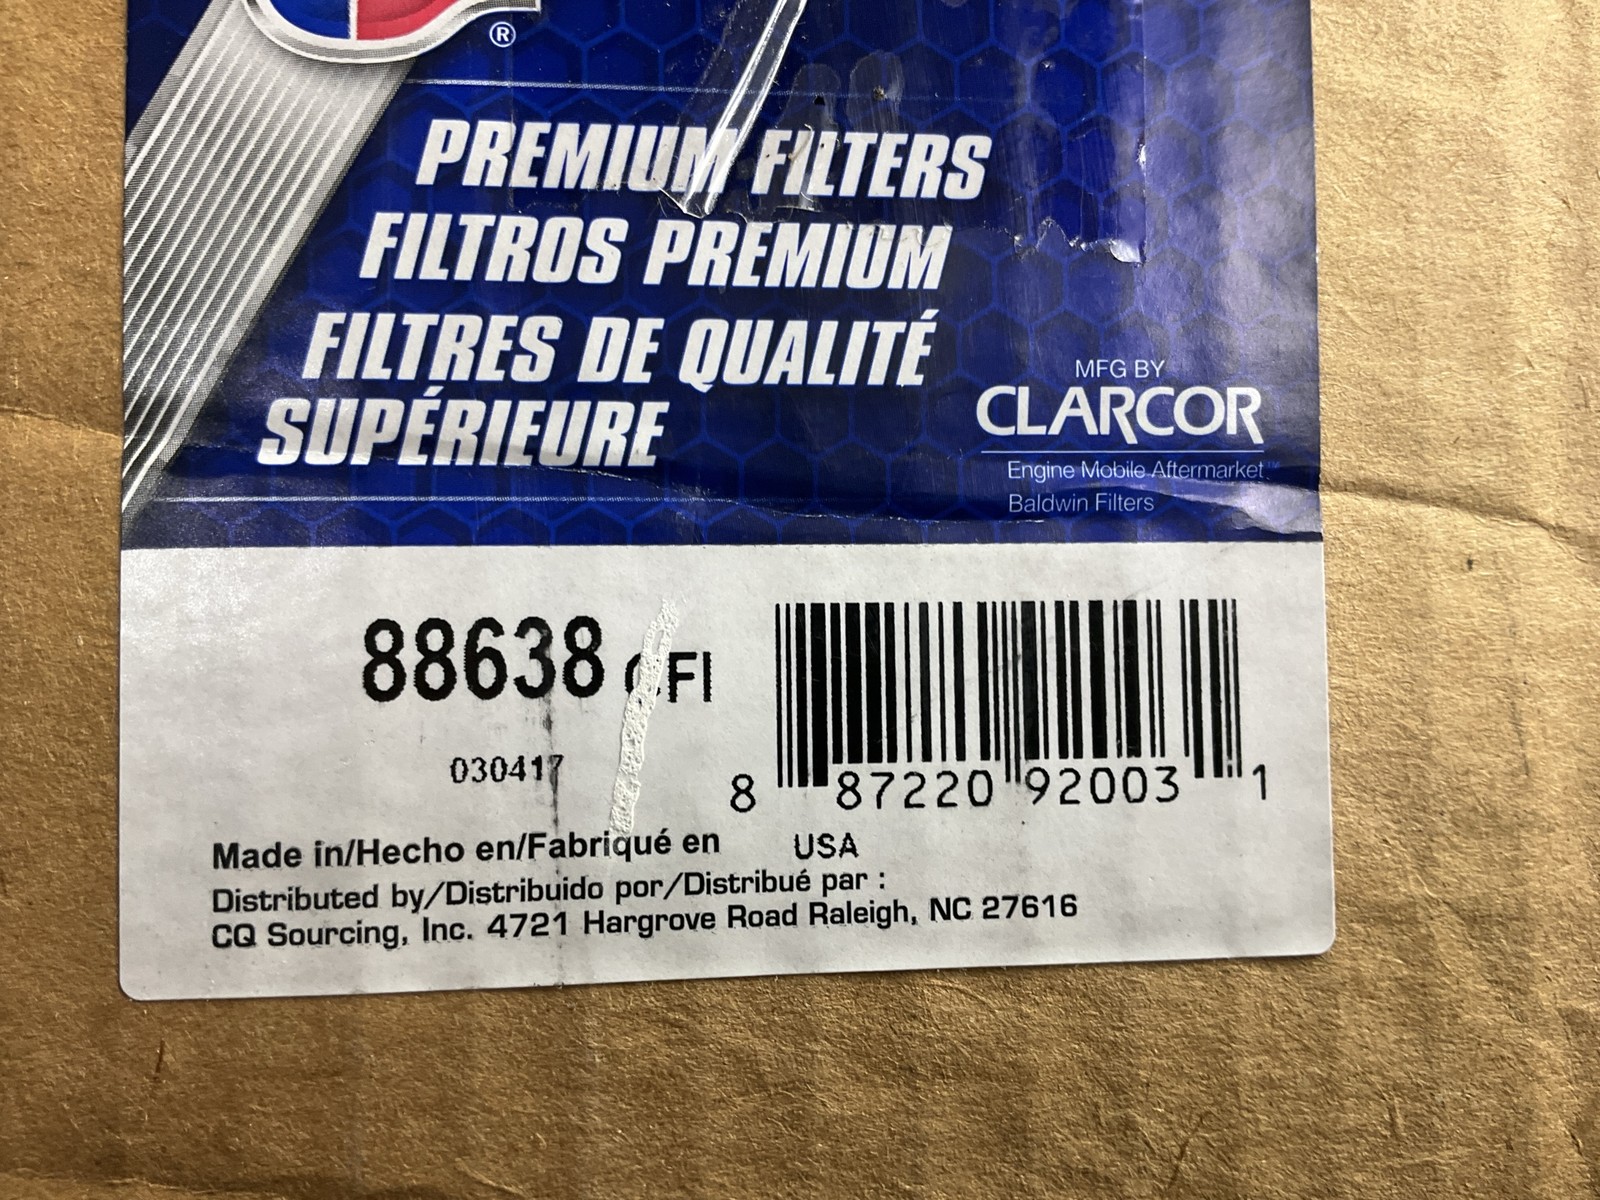 ®
PREMIUM FILTERS
FILTROS PREMIUM
FILTRES DE QUALITÉ
SUPÉRIEURE
MFG BY
CLARCOR
Engine Mobile Aftermarket™
Baldwin Filters
88638 CFI
030417
8 87220 92003 1
Made in/Hecho en/Fabriqué en USA
Distributed by/Distribuido por/Distribué par :
CQ Sourcing, Inc. 4721 Hargrove Road Raleigh, NC 27616